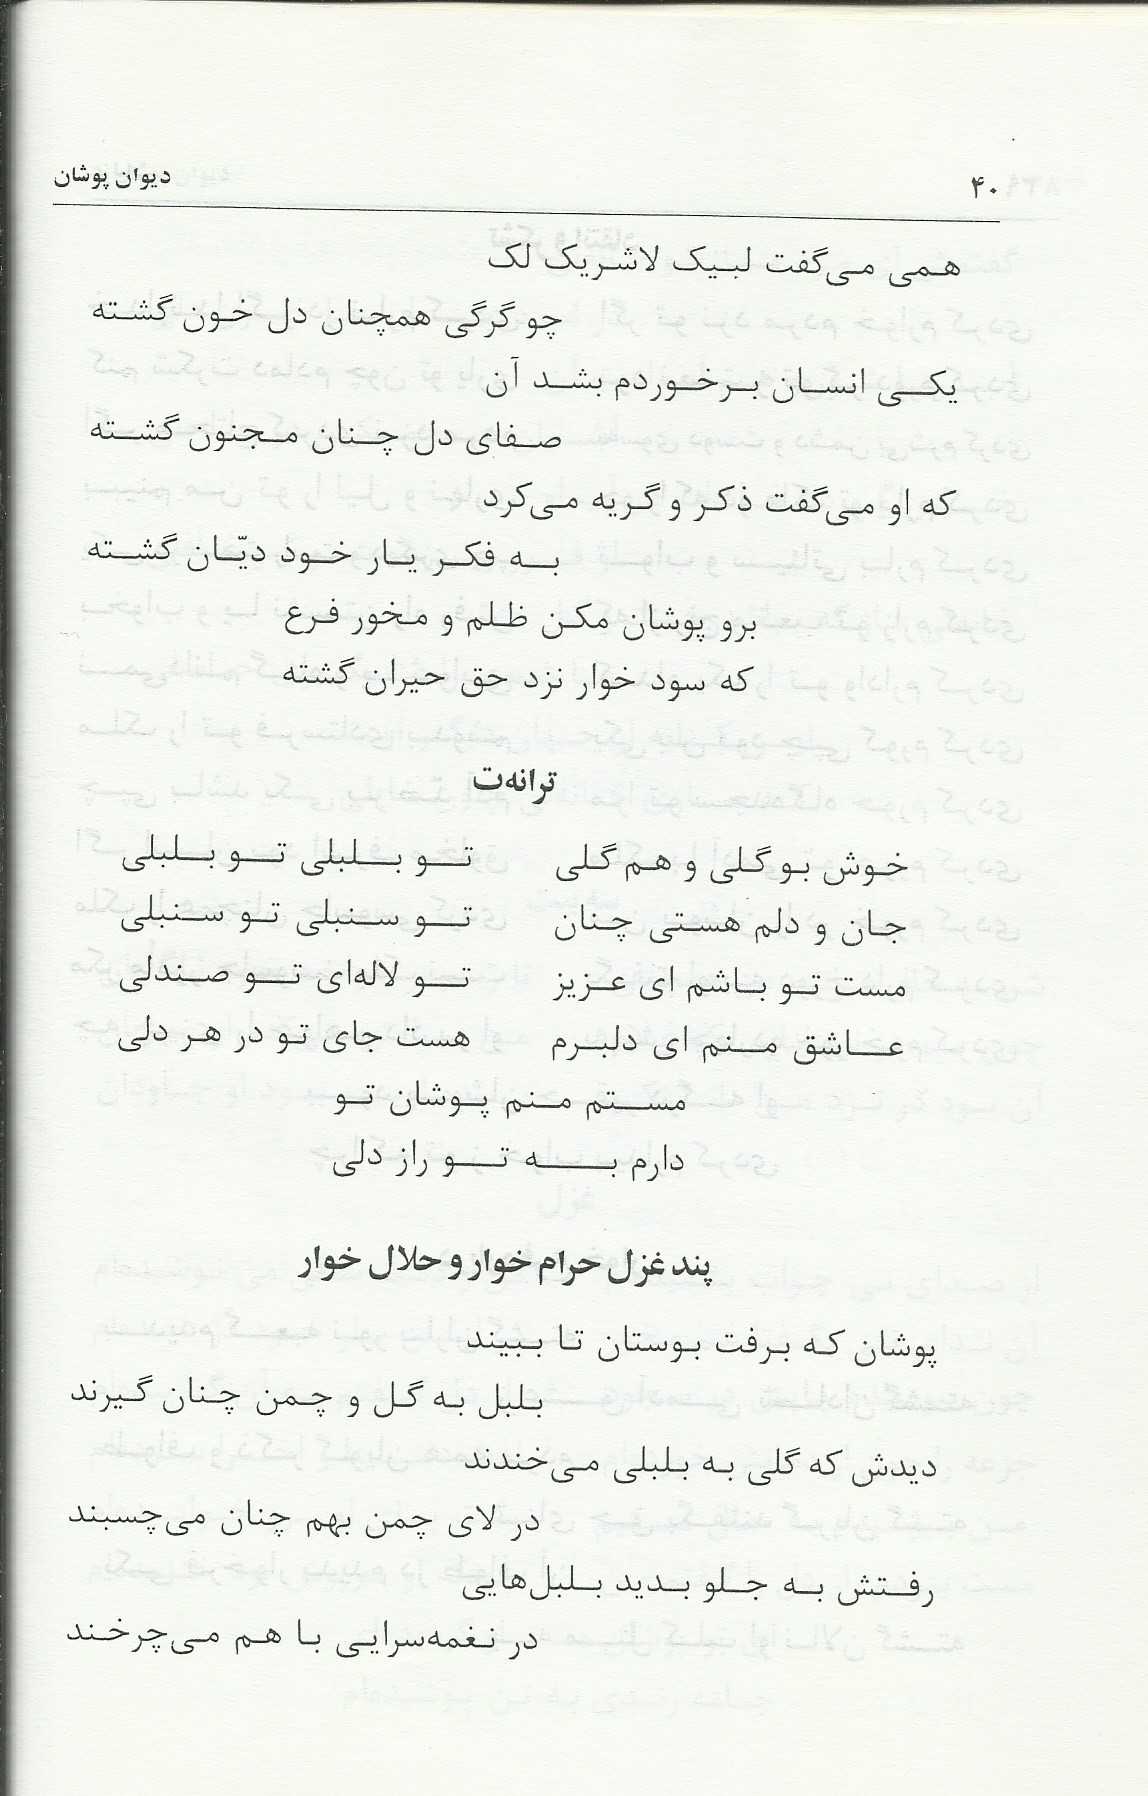 ۴۰ دیوان پوشان
همی می‌گفت لبیک لاشریک لک
چو گرگی همچنان دل خون گشته
یکی انسان برخوردم بشد آن
صفای دل چنان مجنون گشته
که او می‌گفت ذکر و گریه می‌کرد
به فکر یار خود دیّان گشته
برو پوشان مکن ظلم و مخور فرع
که سود خوار نزد حق حیران گشته
ترانه‌ت
خوش بو گلی و هم گلی تو بلبلی تو بلبلی
جان و دلم هستی چنان تو سنبلی تو سنبلی
مست تو باشم ای عزیز تو لاله‌ای تو صندلی
عاشق منم ای دلبرم هست جای تو در هر دلی
مستم منم پوشان تو
دارم به تو راز دلی
پند غزل حرام خوار و حلال خوار
پوشان که برفت بوستان تا ببیند
بلبل به گل و چمن چنان گیرند
دیدش که گلی به بلبلی می‌خندند
در لای چمن بهم چنان می‌چسبند
رفتش به جلو بدید بلبل‌هایی
در نغمه‌سرایی با هم می‌چرخند